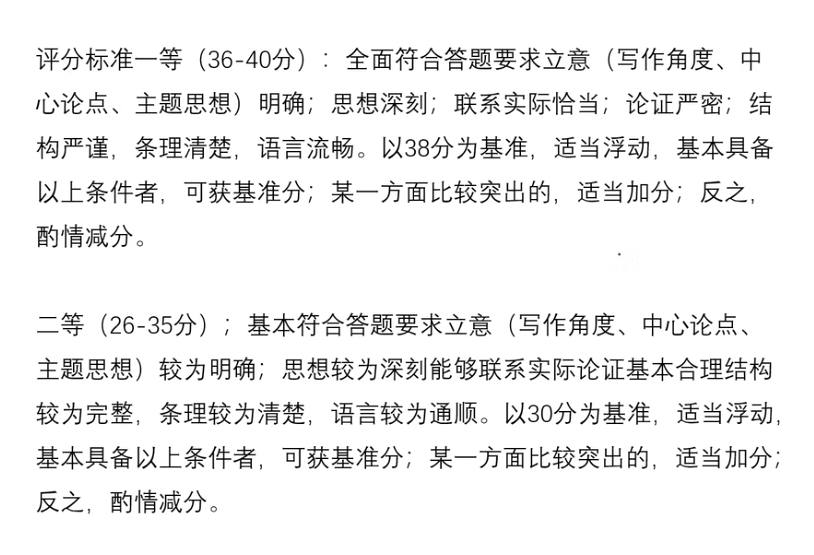 评分标准一等（36-40分）：全面符合答题要求立意（写作角度、中
心论点、主题思想）明确；思想深刻；联系实际恰当；论证严密；结
构严谨，条理清楚，语言流畅。以38分为基准，适当浮动，基本具备
以上条件者，可获基准分；某一方面比较突出的，适当加分；反之，
酌情减分。
二等（26-35分）；基本符合答题要求立意（写作角度、中心论点、
主题思想）较为明确；思想较为深刻能够联系实际论证基本合理结构
较为完整，条理较为清楚，语言较为通顺。以30分为基准，适当浮动，
基本具备以上条件者，可获基准分；某一方面比较突出的，适当加分；
反之，酌情减分。